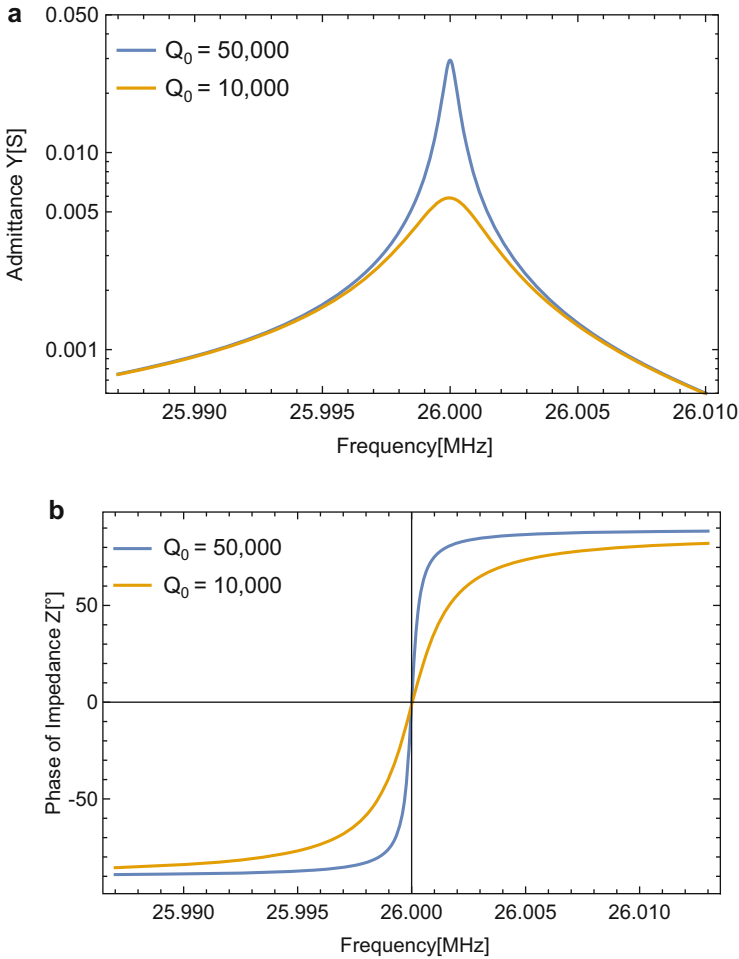 a
0.050
Q₀ = 50,000
Q₀ = 10,000
0.010
0.005
0.001
Admittance Y[S]
25.990 25.995 26.000 26.005 26.010
Frequency[MHz]
b
Q₀ = 50,000
Q₀ = 10,000
50
0
-50
Phase of Impedance Z[°]
25.990 25.995 26.000 26.005 26.010
Frequency[MHz]